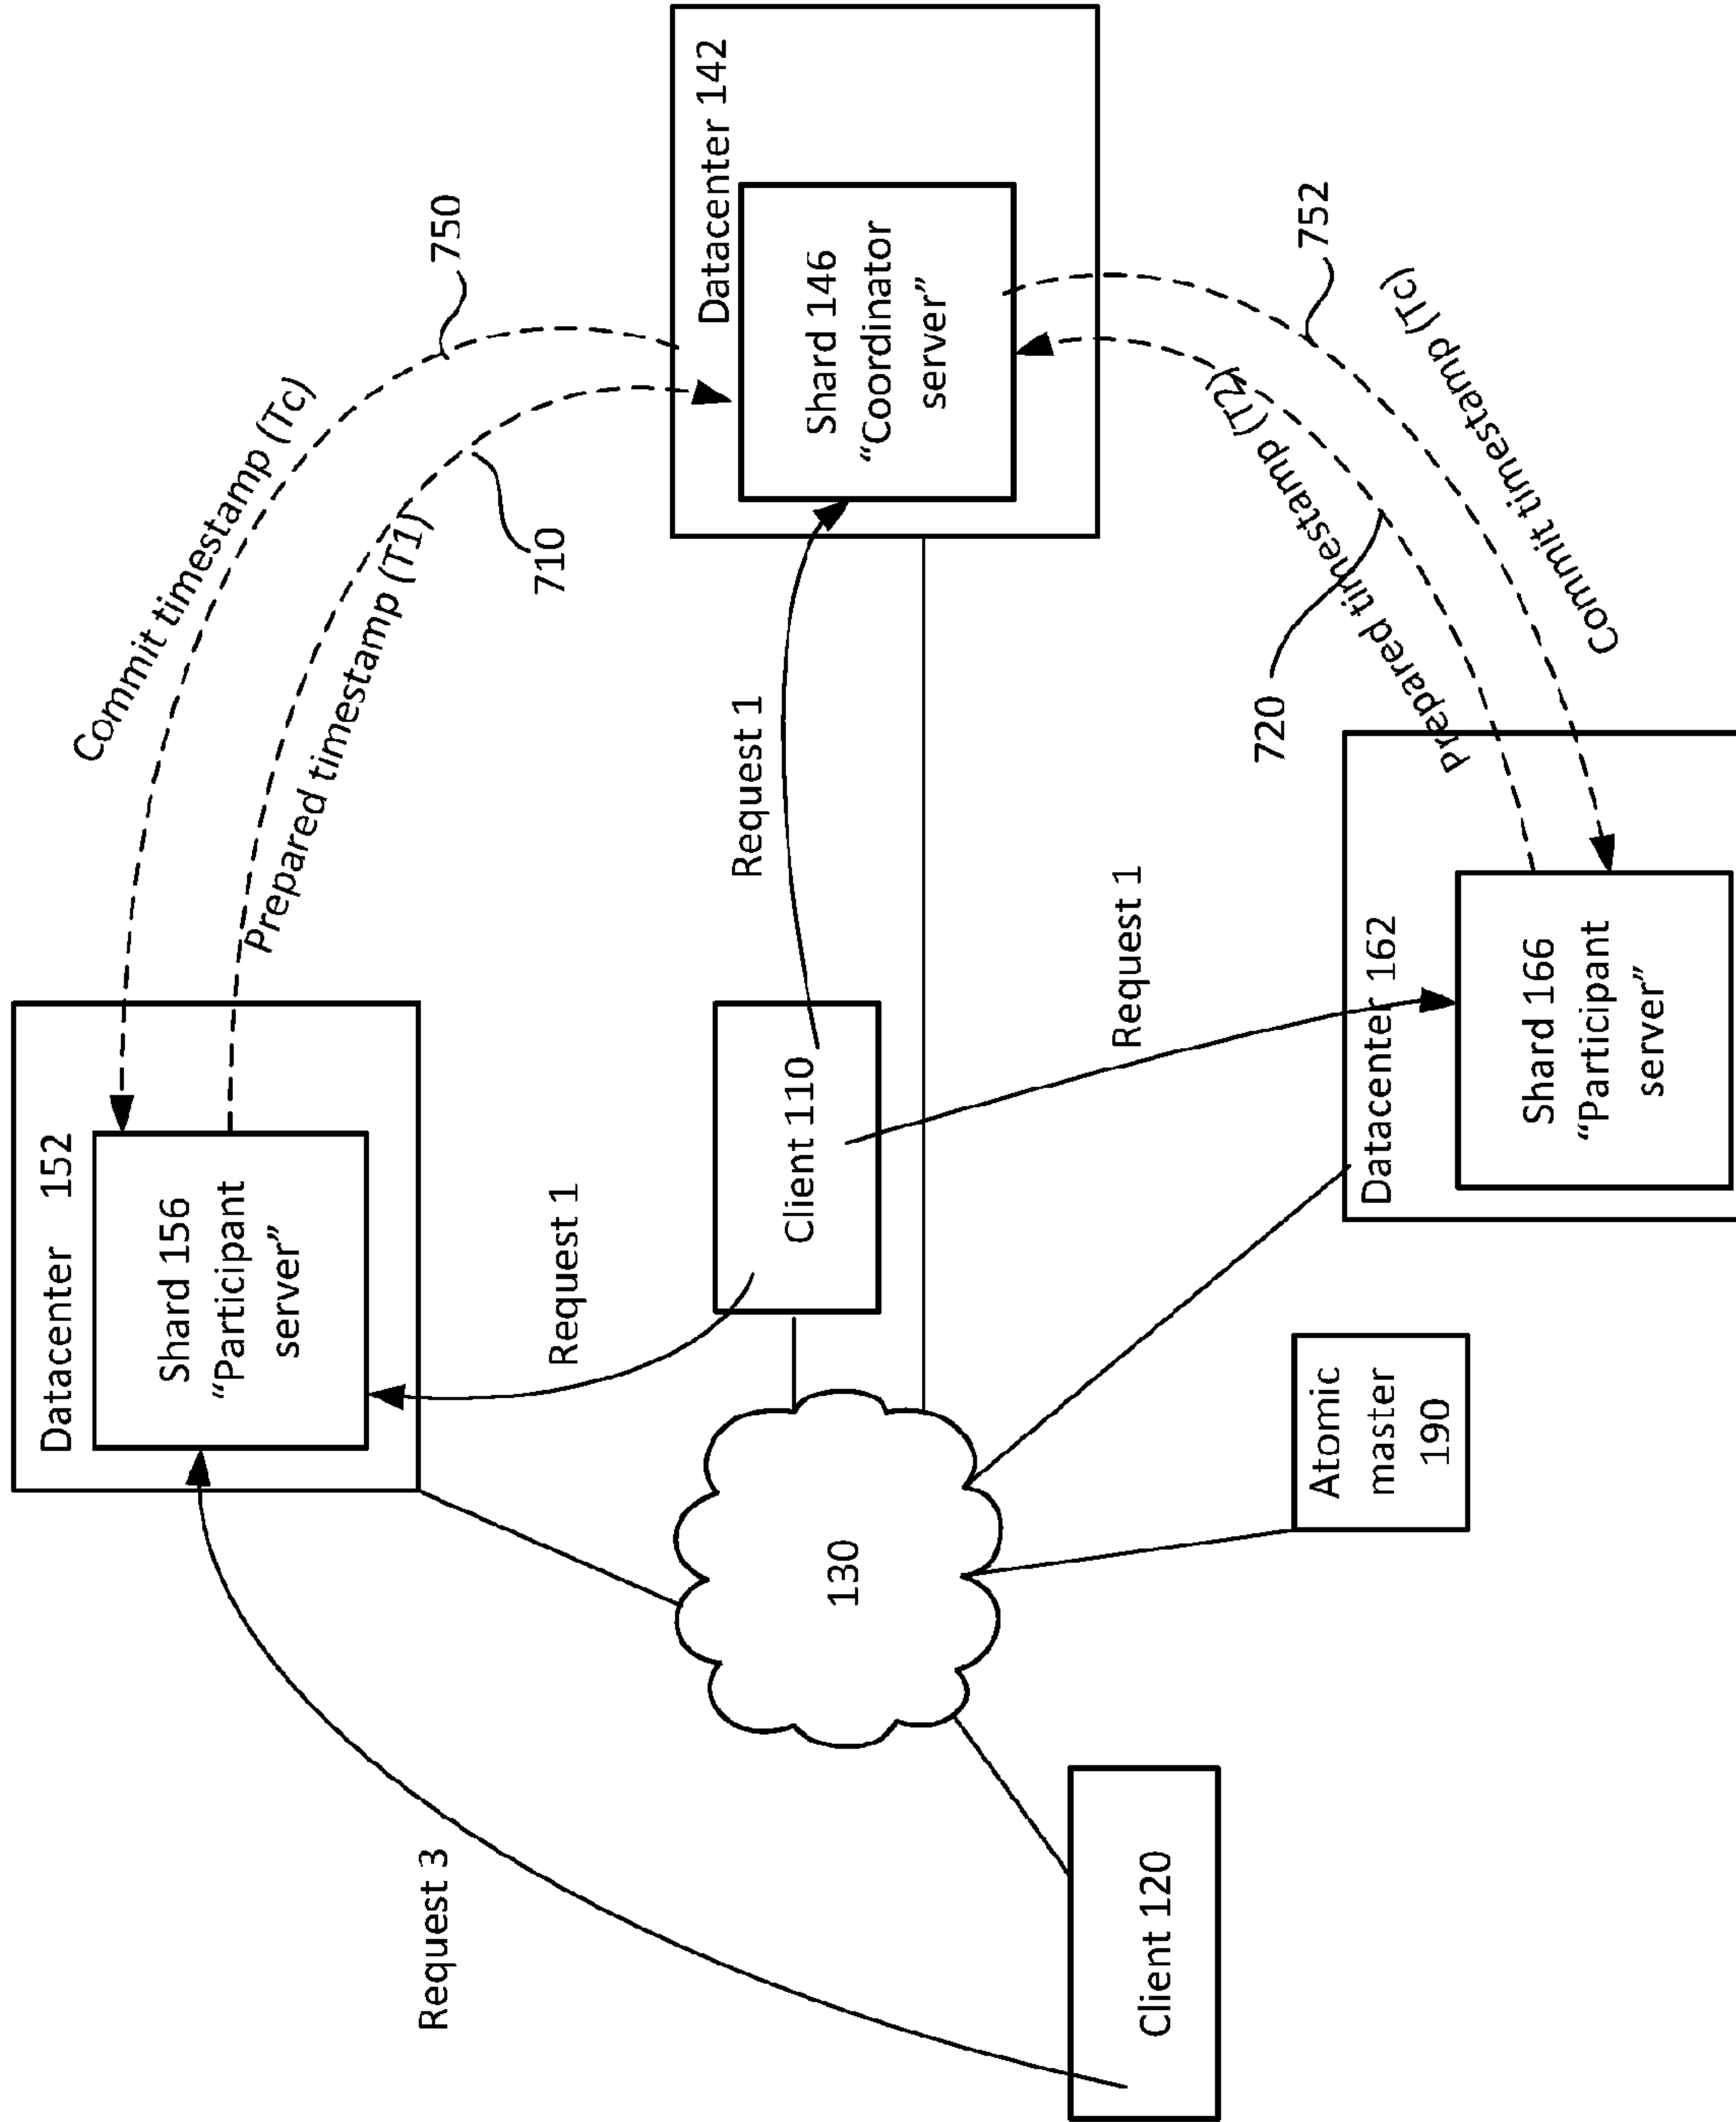 Datacenter 152
Shard 156
“Participant
server”
Commit timestamp (Tc)
750
Prepared timestamp (T1)
710
Request 3
Request 1
Client 110
Request 1
Datacenter 142
Shard 146
“Coordinator
server”
130
Client 120
Atomic
master
190
Request 1
Datacenter 162
Shard 166
“Participant
server”
720
Prepared timestamp (T2)
752
Commit timestamp (Tc)